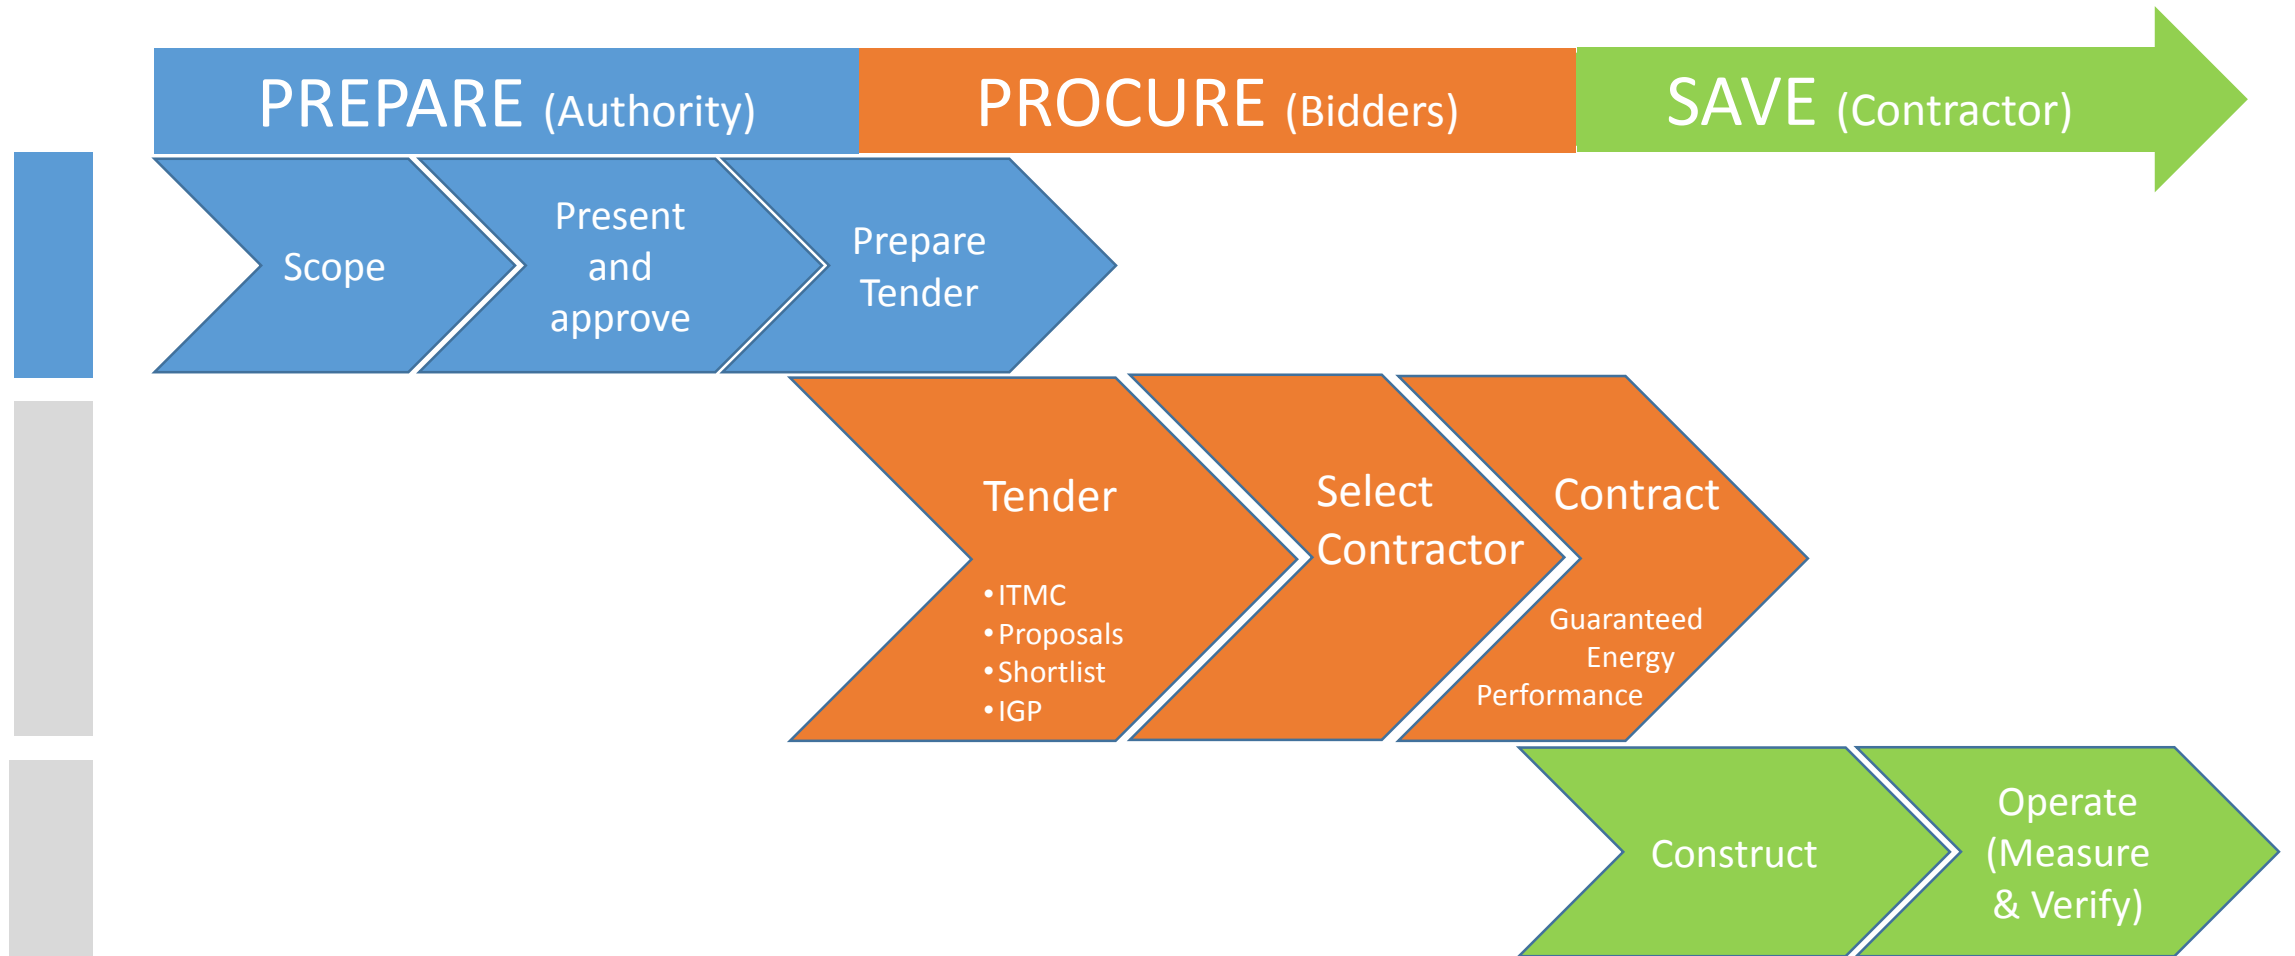 PREPARE (Authority)
PROCURE (Bidders)
SAVE (Contractor)
Scope
Present
and
approve
Prepare
Tender
Tender
• ITMC
• Proposals
• Shortlist
• IGP
Select
Contractor
Contract
Guaranteed
Energy
Performance
Construct
Operate
(Measure
& Verify)